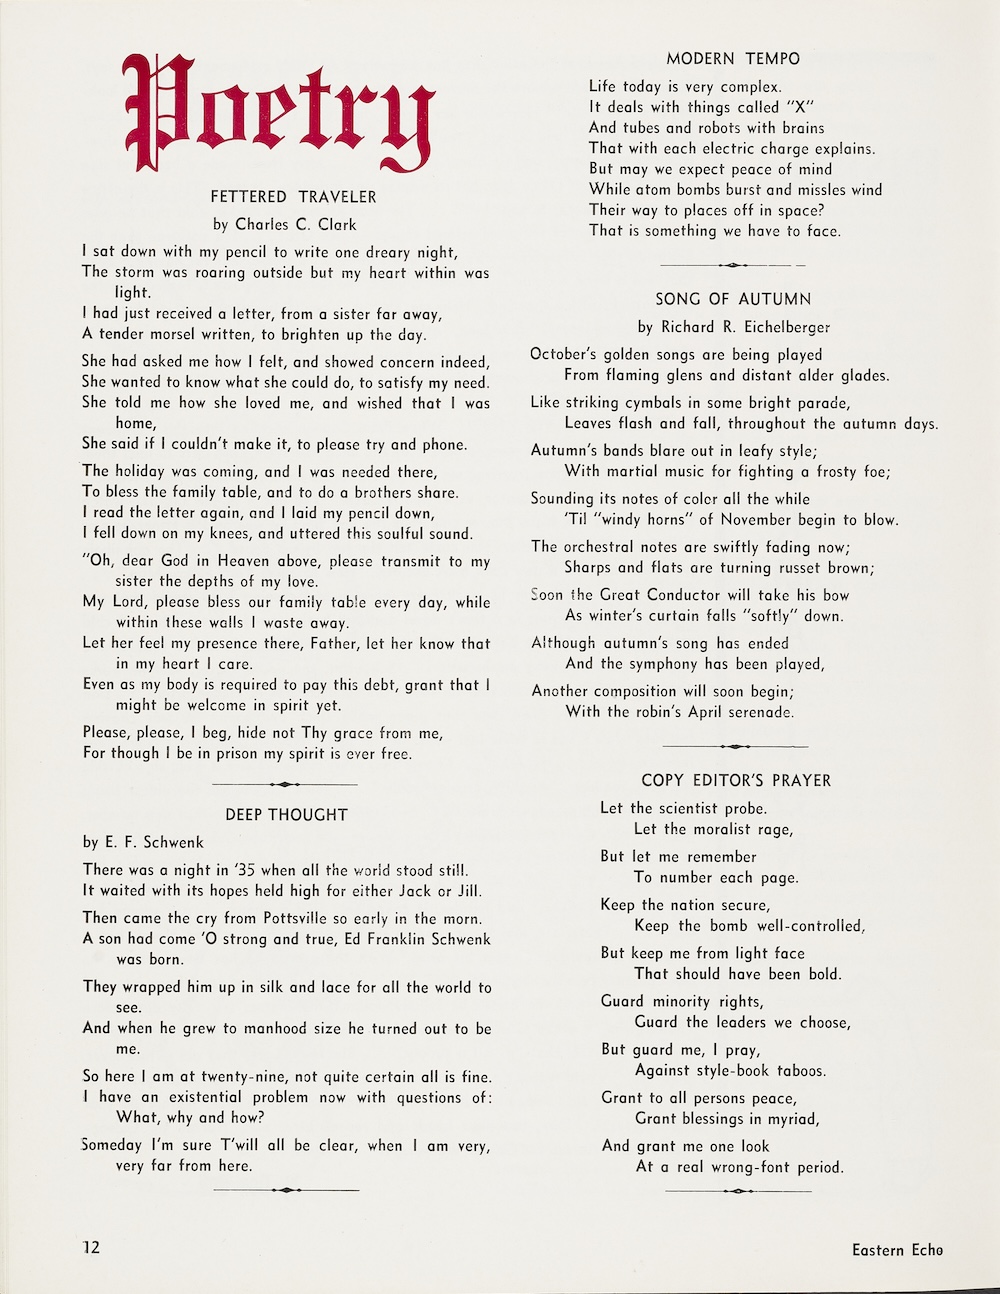 Poetry
FETTERED TRAVELER
by Charles C. Clark
I sat down with my pencil to write one dreary night,
The storm was roaring outside but my heart within was
light.
I had just received a letter, from a sister far away,
A tender morsel written, to brighten up the day.
She had asked me how I felt, and showed concern indeed,
She wanted to know what she could do, to satisfy my need.
She told me how she loved me, and wished that I was
home,
She said if I couldn't make it, to please try and phone.
The holiday was coming, and I was needed there,
To bless the family table, and to do a brothers share.
I read the letter again, and I laid my pencil down,
I fell down on my knees, and uttered this soulful sound.
"Oh, dear God in Heaven above, please transmit to my
sister the depths of my love.
My Lord, please bless our family table every day, while
within these walls I waste away.
Let her feel my presence there, Father, let her know that
in my heart I care.
Even as my body is required to pay this debt, grant that I
might be welcome in spirit yet.
Please, please, I beg, hide not Thy grace from me,
For though I be in prison my spirit is ever free.
DEEP THOUGHT
by E. F. Schwenk
There was a night in '35 when all the world stood still.
It waited with its hopes held high for either Jack or Jill.
Then came the cry from Pottsville so early in the morn.
A son had come 'O strong and true, Ed Franklin Schwenk
was born.
They wrapped him up in silk and lace for all the world to
see.
And when he grew to manhood size he turned out to be
me.
So here I am at twenty-nine, not quite certain all is fine.
I have an existential problem now with questions of:
What, why and how?
Someday I'm sure T'will all be clear, when I am very,
very far from here.
MODERN TEMPO
Life today is very complex.
It deals with things called "X"
And tubes and robots with brains
That with each electric charge explains.
But may we expect peace of mind
While atom bombs burst and missles wind
Their way to places off in space?
That is something we have to face.
SONG OF AUTUMN
by Richard R. Eichelberger
October's golden songs are being played
From flaming glens and distant alder glades.
Like striking cymbals in some bright parade,
Leaves flash and fall, throughout the autumn days.
Autumn's bands blare out in leafy style;
With martial music for fighting a frosty foe;
Sounding its notes of color all the while
'Til "windy horns" of November begin to blow.
The orchestral notes are swiftly fading now;
Sharps and flats are turning russet brown;
Soon the Great Conductor will take his bow
As winter's curtain falls "softly" down.
Although autumn's song has ended
And the symphony has been played,
Another composition will soon begin;
With the robin's April serenade.
COPY EDITOR'S PRAYER
Let the scientist probe.
Let the moralist rage,
But let me remember
To number each page.
Keep the nation secure,
Keep the bomb well-controlled,
But keep me from light face
That should have been bold.
Guard minority rights,
Guard the leaders we choose,
But guard me, I pray,
Against style-book taboos.
Grant to all persons peace,
Grant blessings in myriad,
And grant me one look
At a real wrong-font period.
12
Eastern Echo